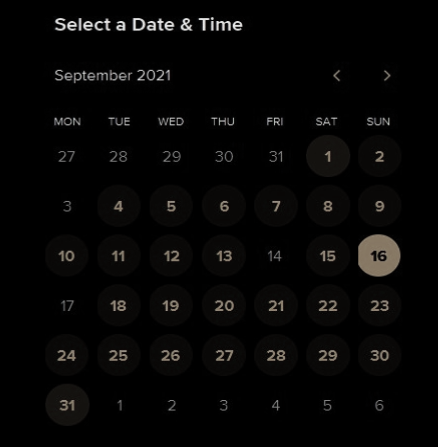 Select a Date & Time
September 2021
MON TUE WED THU FRI SAT SUN
27 28 29 30 31 1 2
3 4 5 6 7 8 9
10 11 12 13 14 15 16
17 18 19 20 21 22 23
24 25 26 27 28 29 30
31 1 2 3 4 5 6